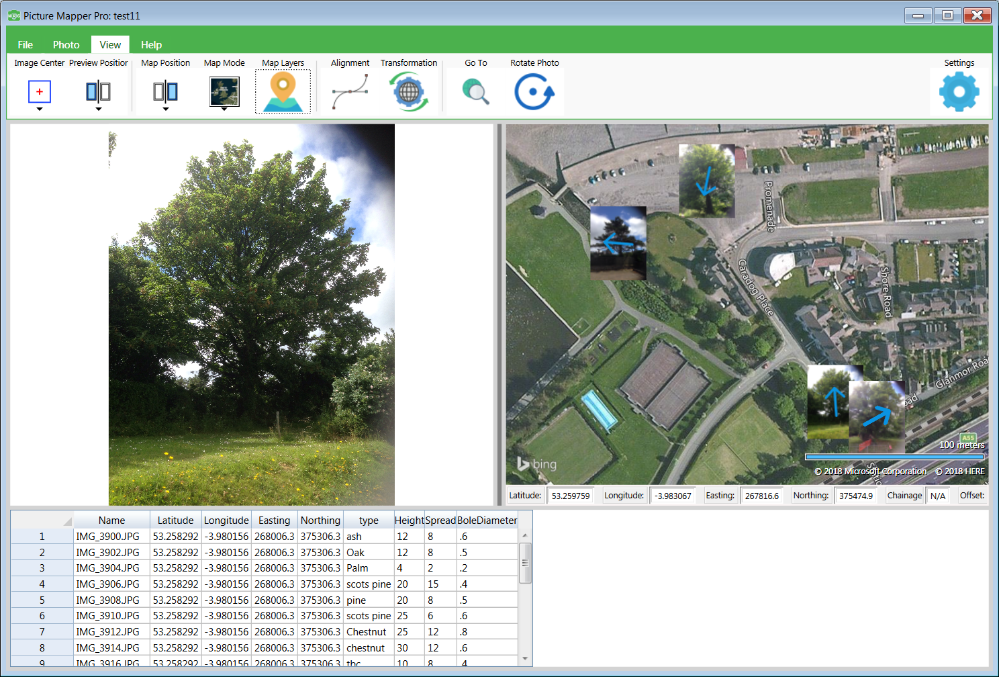 Picture Mapper Pro: test11
File Photo View Help
Image Center Preview Position Map Position Map Mode Map Layers Alignment Transformation Go To Rotate Photo Settings
Promenade
Caradog Place
Shore Road
Glanmor Roa
oad
A55
100 meters
bing
© 2018 Microsoft Corporation © 2018 HERE
Latitude: 53.259759 Longitude: -3.983067 Easting: 267816.6 Northing: 375474.9 Chainage N/A Offset:
Name Latitude Longitude Easting Northing type Height Spread BoleDiameter
1 IMG_3900.JPG 53.258292 -3.980156 268006.3 375306.3 ash 12 8 .6
2 IMG_3902.JPG 53.258292 -3.980156 268006.3 375306.3 Oak 12 8 .5
3 IMG_3904.JPG 53.258292 -3.980156 268006.3 375306.3 Palm 4 2 .2
4 IMG_3906.JPG 53.258292 -3.980156 268006.3 375306.3 scots pine 20 15 .4
5 IMG_3908.JPG 53.258292 -3.980156 268006.3 375306.3 pine 20 8 .5
6 IMG_3910.JPG 53.258292 -3.980156 268006.3 375306.3 scots pine 25 6 .6
7 IMG_3912.JPG 53.258292 -3.980156 268006.3 375306.3 Chestnut 25 12 .8
8 IMG_3914.JPG 53.258292 -3.980156 268006.3 375306.3 chestnut 30 12 .6
9 IMG_3916.JPG 53.258292 -3.980156 268006.3 375306.3 tbc 10 8 .4